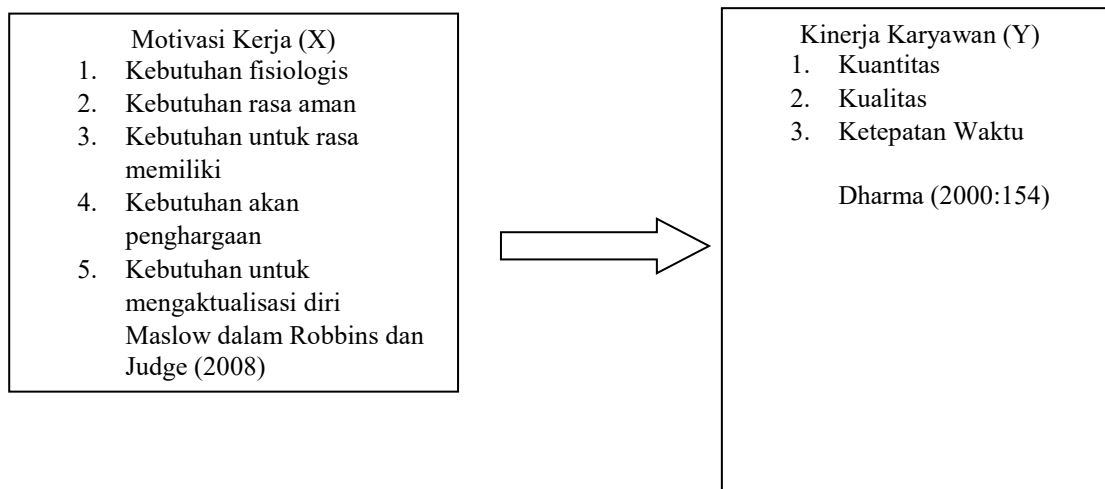 Motivasi Kerja (X)
1. Kebutuhan fisiologis
2. Kebutuhan rasa aman
3. Kebutuhan untuk rasa
memiliki
4. Kebutuhan akan
penghargaan
5. Kebutuhan untuk
mengaktualisasi diri
Maslow dalam Robbins dan
Judge (2008)
Kinerja Karyawan (Y)
1. Kuantitas
2. Kualitas
3. Ketepatan Waktu
Dharma (2000:154)